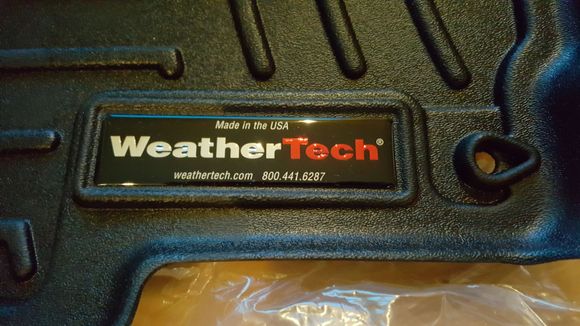 Made in the USA
WeatherTech®
weathertech.com 800.441.6287